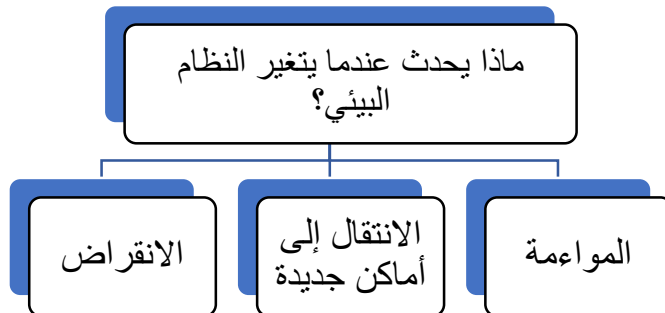 ماذا يحدث عندما يتغير النظام
البيئي؟
المواءمة
الانتقال إلى
أماكن جديدة
الانقراض